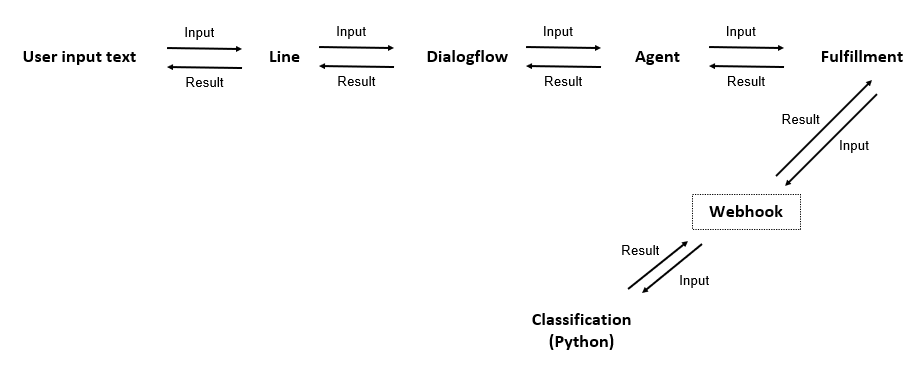 Input Input Input Input
User input text Line Dialogflow Agent Fulfillment
Result Result Result Result
Result
Input
Webhook
Result
Input
Classification
(Python)